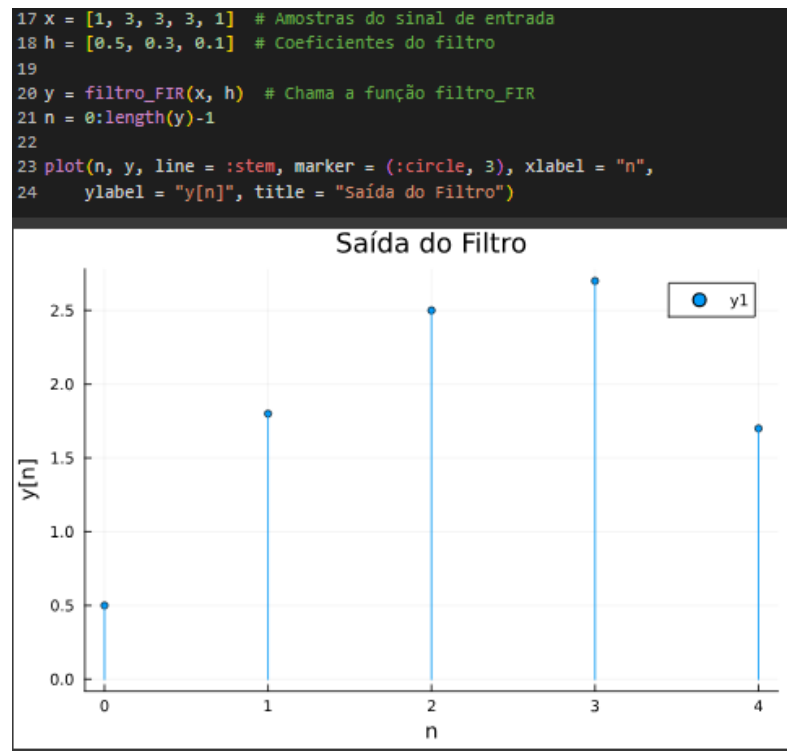 17 x = [1, 3, 3, 3, 1]  # Amostras do sinal de entrada
18 h = [0.5, 0.3, 0.1]  # Coeficientes do filtro
19
20 y = filtro_FIR(x, h)  # Chama a função filtro_FIR
21 n = 0:length(y)-1
22
23 plot(n, y, line = :stem, marker = (:circle, 3), xlabel = "n",
24     ylabel = "y[n]", title = "Saída do Filtro")
Saída do Filtro
y1
2.5
2.0
1.5
1.0
0.5
0.0
y[n]
0 1 2 3 4
n